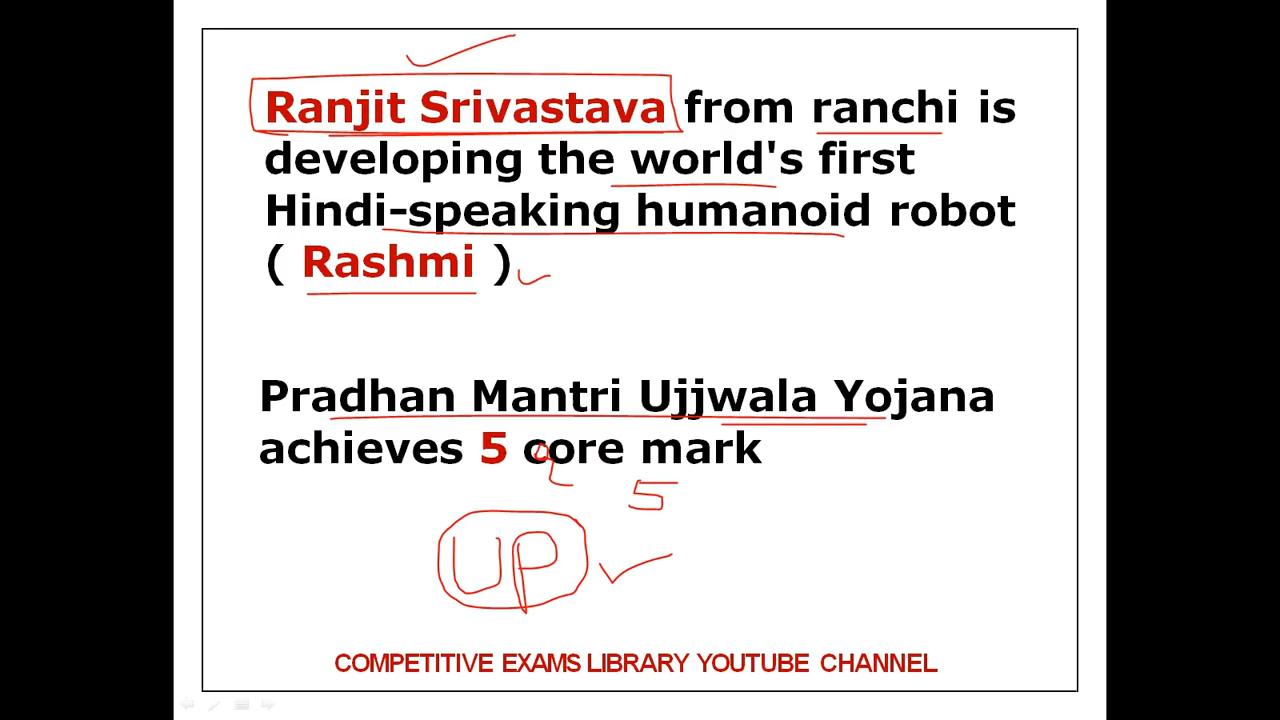 Ranjit Srivastava from ranchi is
developing the world's first
Hindi-speaking humanoid robot
( Rashmi )
Pradhan Mantri Ujjwala Yojana
achieves 5 core mark
5
UP
COMPETITIVE EXAMS LIBRARY YOUTUBE CHANNEL